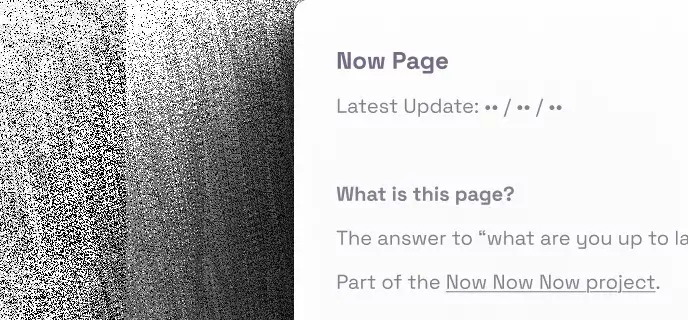 Now Page
Latest Update: •• / •• / ••
What is this page?
The answer to “what are you up to la
Part of the Now Now Now project.